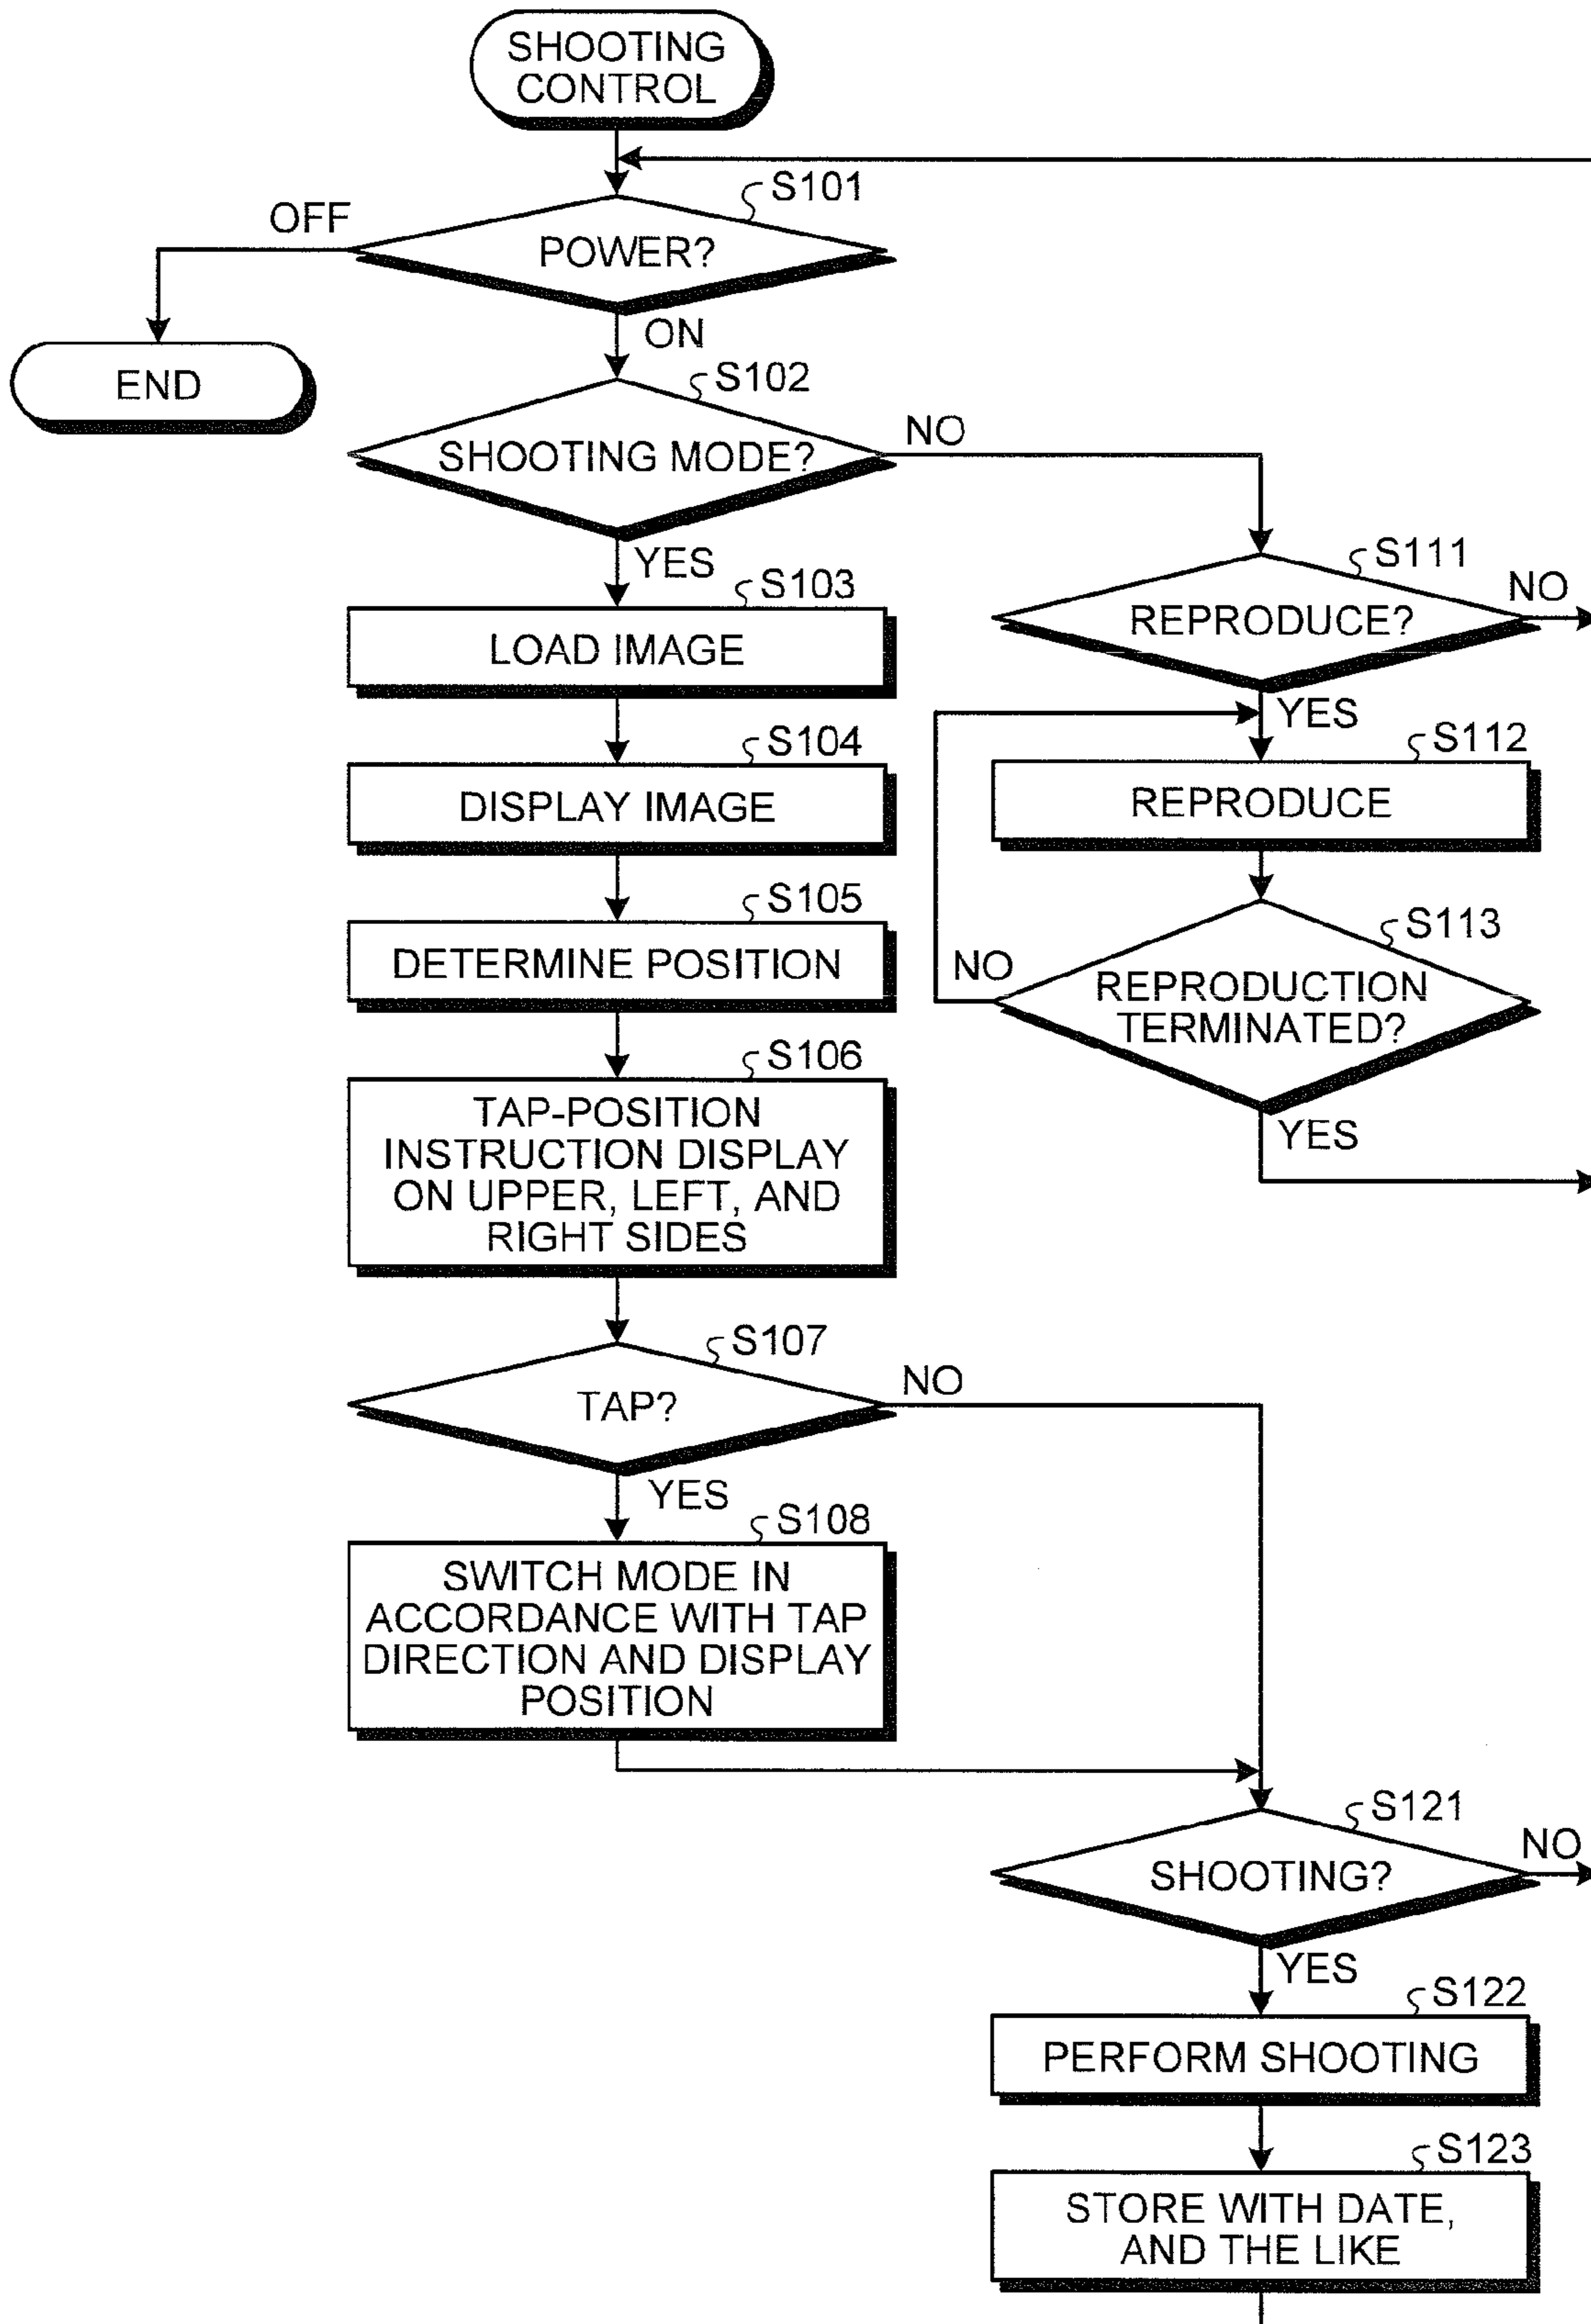 SHOOTING
CONTROL
S101
OFF
POWER?
ON
END
S102
NO
SHOOTING MODE?
YES
S103
LOAD IMAGE
S104
DISPLAY IMAGE
S105
DETERMINE POSITION
S106
TAP-POSITION
INSTRUCTION DISPLAY
ON UPPER, LEFT, AND
RIGHT SIDES
S107
NO
TAP?
YES
S108
SWITCH MODE IN
ACCORDANCE WITH TAP
DIRECTION AND DISPLAY
POSITION
S111
NO
REPRODUCE?
YES
S112
REPRODUCE
S113
NO
REPRODUCTION
TERMINATED?
YES
S121
NO
SHOOTING?
YES
S122
PERFORM SHOOTING
S123
STORE WITH DATE,
AND THE LIKE